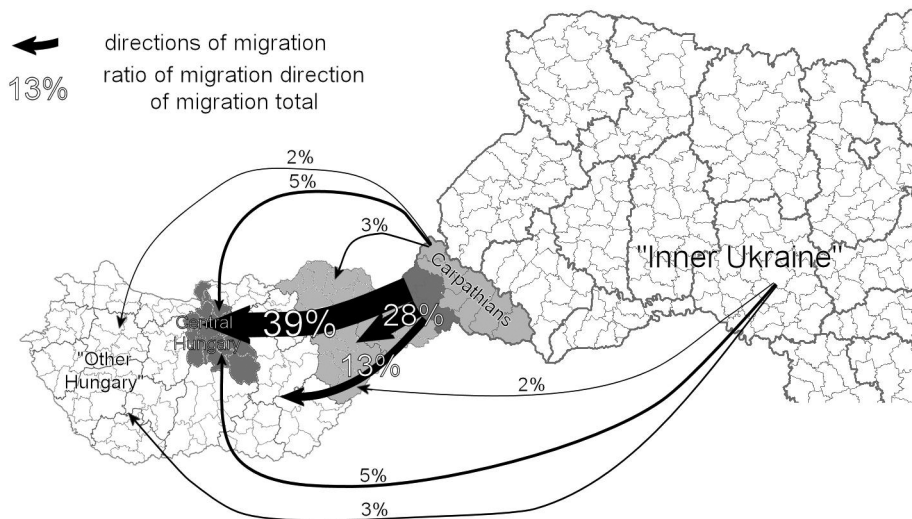 directions of migration
13%
ratio of migration direction
of migration total
2%
5%
3%
Carpathians
"Inner Ukraine"
Central
Hungary
39%
28%
"Other
Hungary"
13%
2%
5%
3%